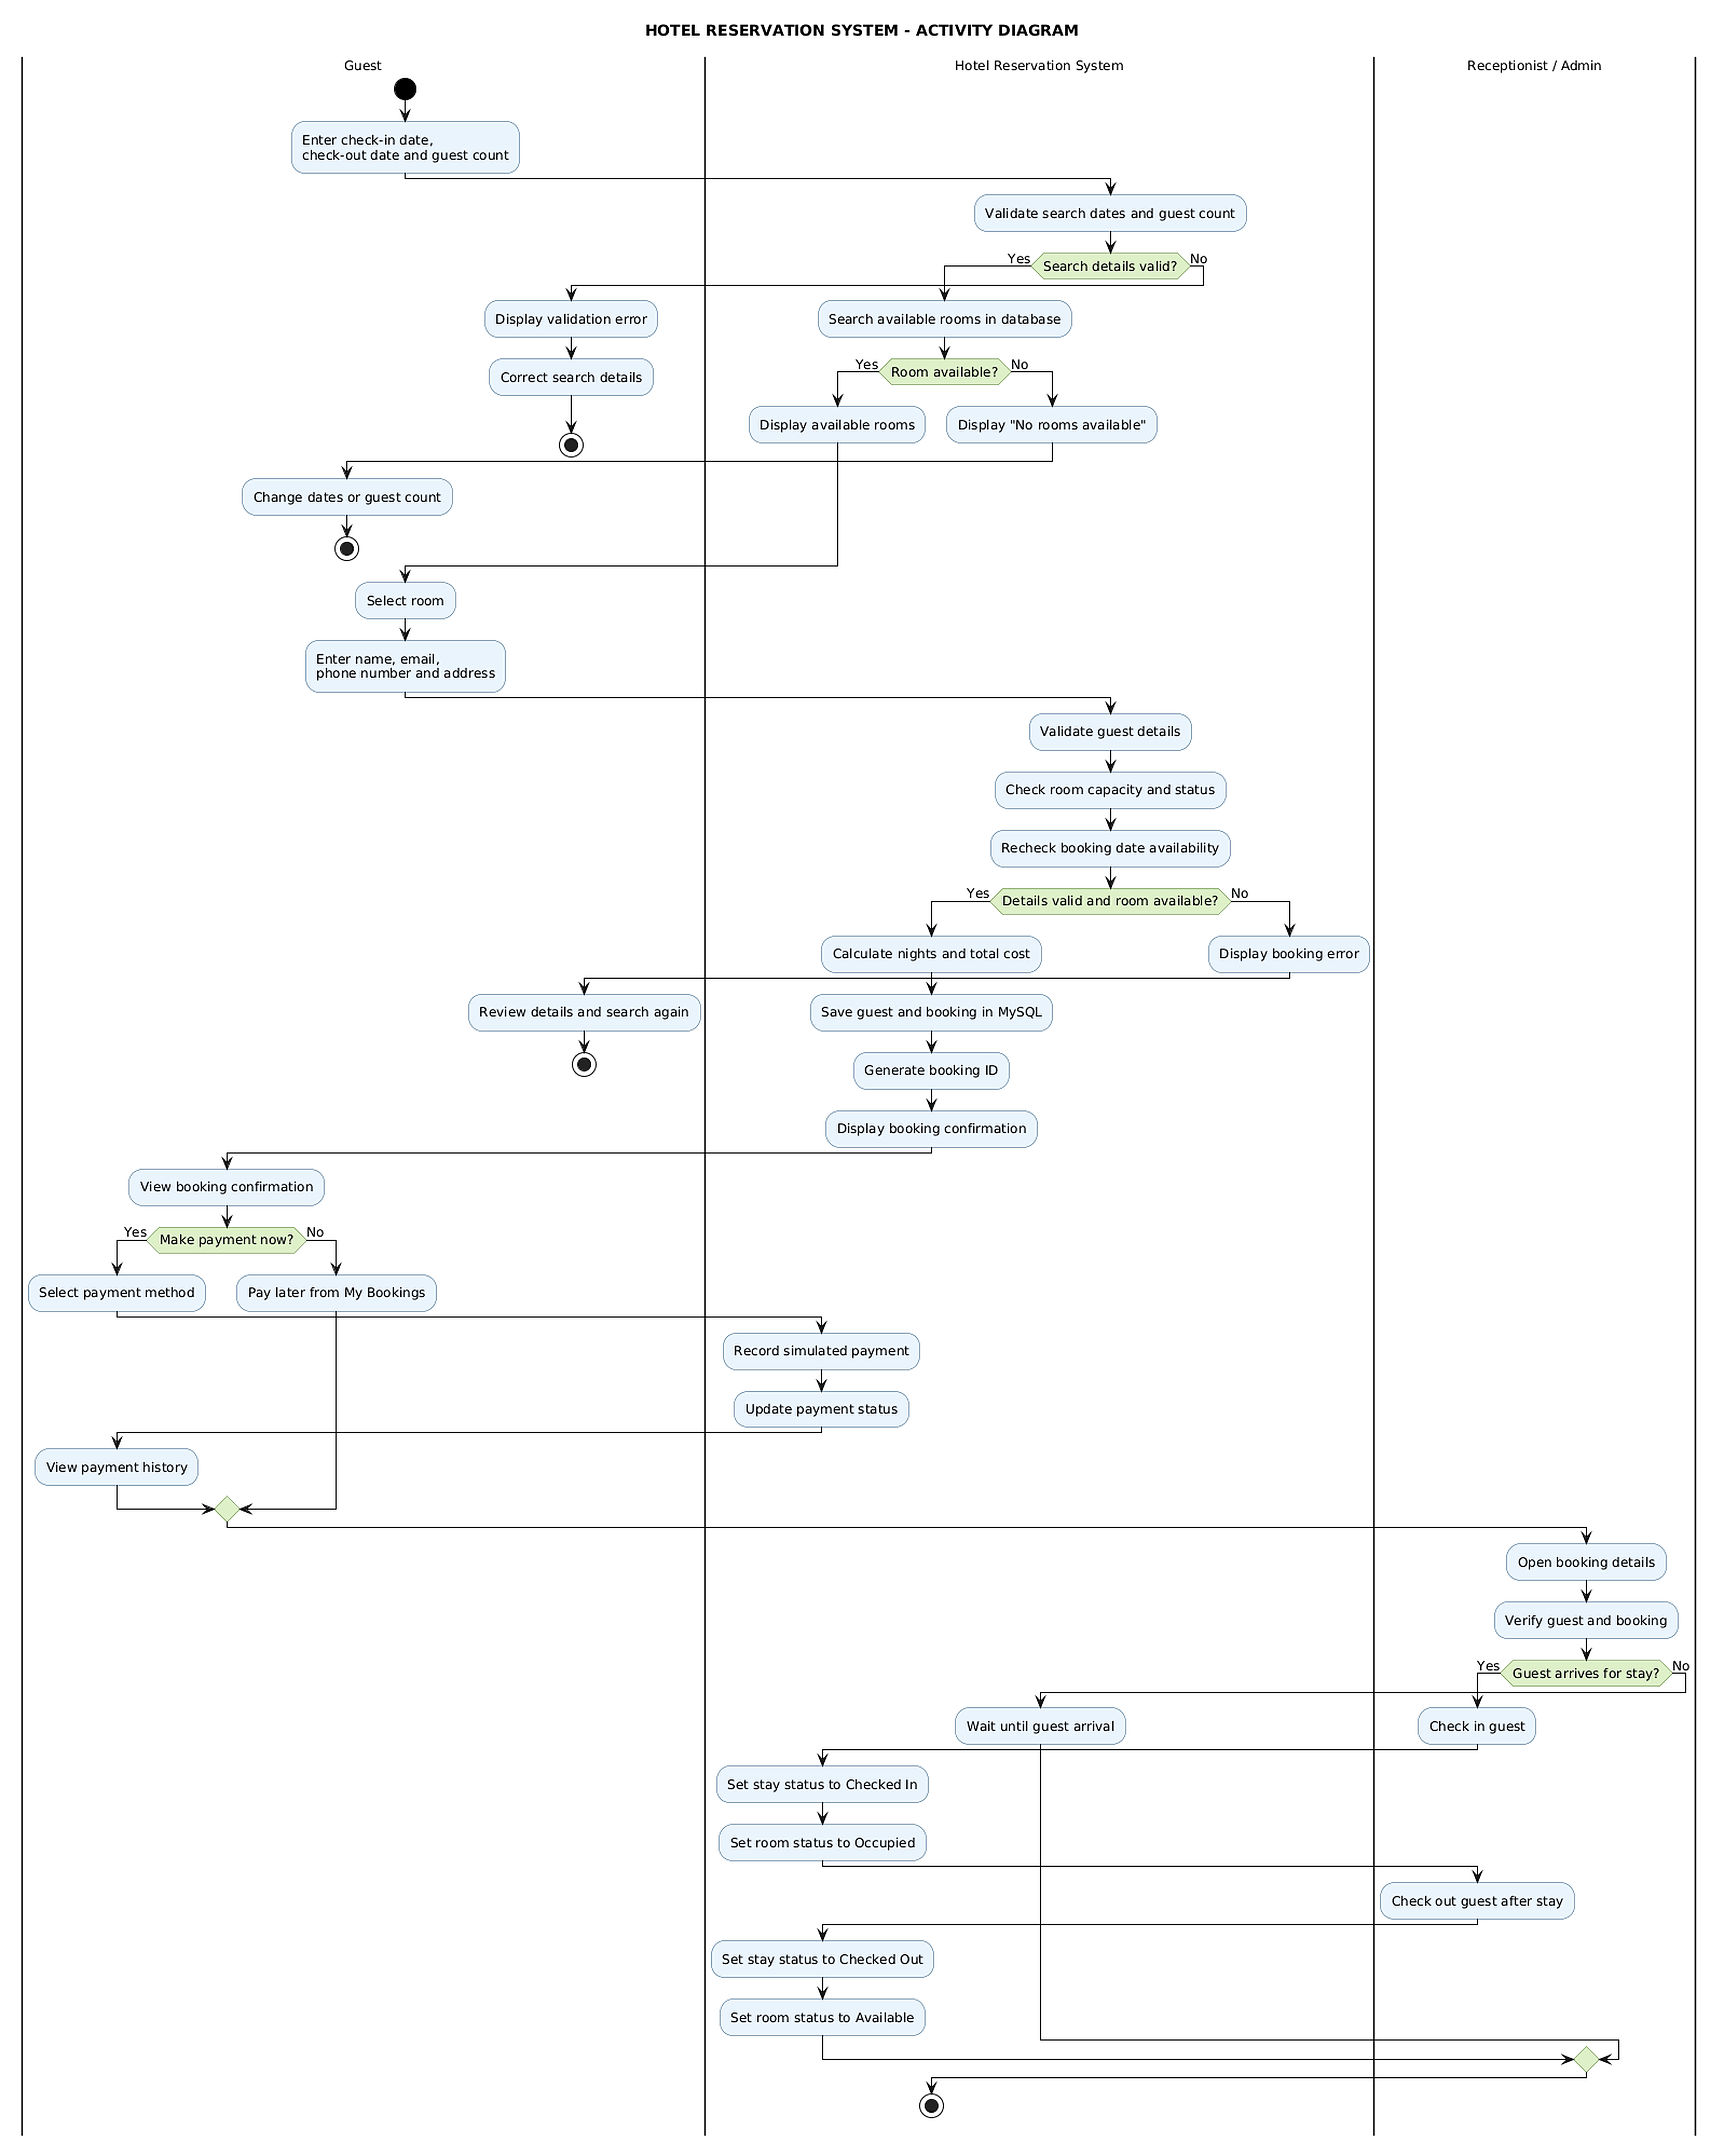 HOTEL RESERVATION SYSTEM - ACTIVITY DIAGRAM
Guest
Hotel Reservation System
Receptionist / Admin
Enter check-in date,
check-out date and guest count
Validate search dates and guest count
Yes
Search details valid?
No
Display validation error
Search available rooms in database
Correct search details
Yes
Room available?
No
Display available rooms
Display "No rooms available"
Change dates or guest count
Select room
Enter name, email,
phone number and address
Validate guest details
Check room capacity and status
Recheck booking date availability
Yes
Details valid and room available?
No
Calculate nights and total cost
Display booking error
Review details and search again
Save guest and booking in MySQL
Generate booking ID
Display booking confirmation
View booking confirmation
Yes
Make payment now?
No
Select payment method
Pay later from My Bookings
Record simulated payment
Update payment status
View payment history
Open booking details
Verify guest and booking
Yes
Guest arrives for stay?
No
Wait until guest arrival
Check in guest
Set stay status to Checked In
Set room status to Occupied
Check out guest after stay
Set stay status to Checked Out
Set room status to Available